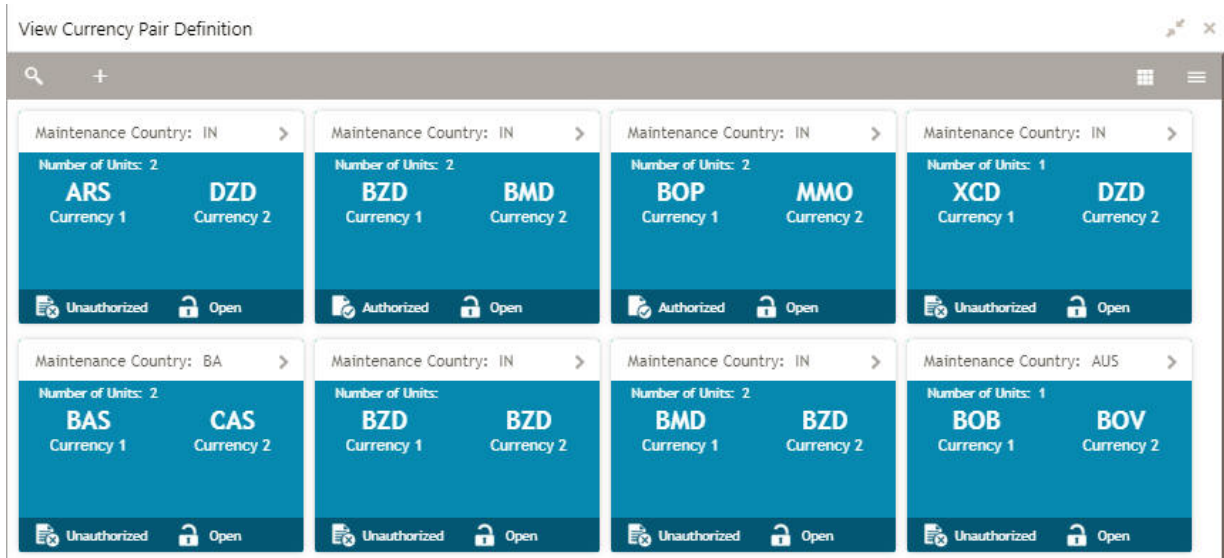 View Currency Pair Definition
Maintenance Country: IN
Number of Units: 2
ARS DZD
Currency 1 Currency 2
Unauthorized Open
Maintenance Country: IN
Number of Units: 2
BZD BMD
Currency 1 Currency 2
Authorized Open
Maintenance Country: IN
Number of Units: 2
BOP MMO
Currency 1 Currency 2
Authorized Open
Maintenance Country: IN
Number of Units: 1
XCD DZD
Currency 1 Currency 2
Unauthorized Open
Maintenance Country: BA
Number of Units: 2
BAS CAS
Currency 1 Currency 2
Unauthorized Open
Maintenance Country: IN
Number of Units:
BZD BZD
Currency 1 Currency 2
Unauthorized Open
Maintenance Country: IN
Number of Units: 2
BMD BZD
Currency 1 Currency 2
Unauthorized Open
Maintenance Country: AUS
Number of Units: 1
BOB BOV
Currency 1 Currency 2
Unauthorized Open